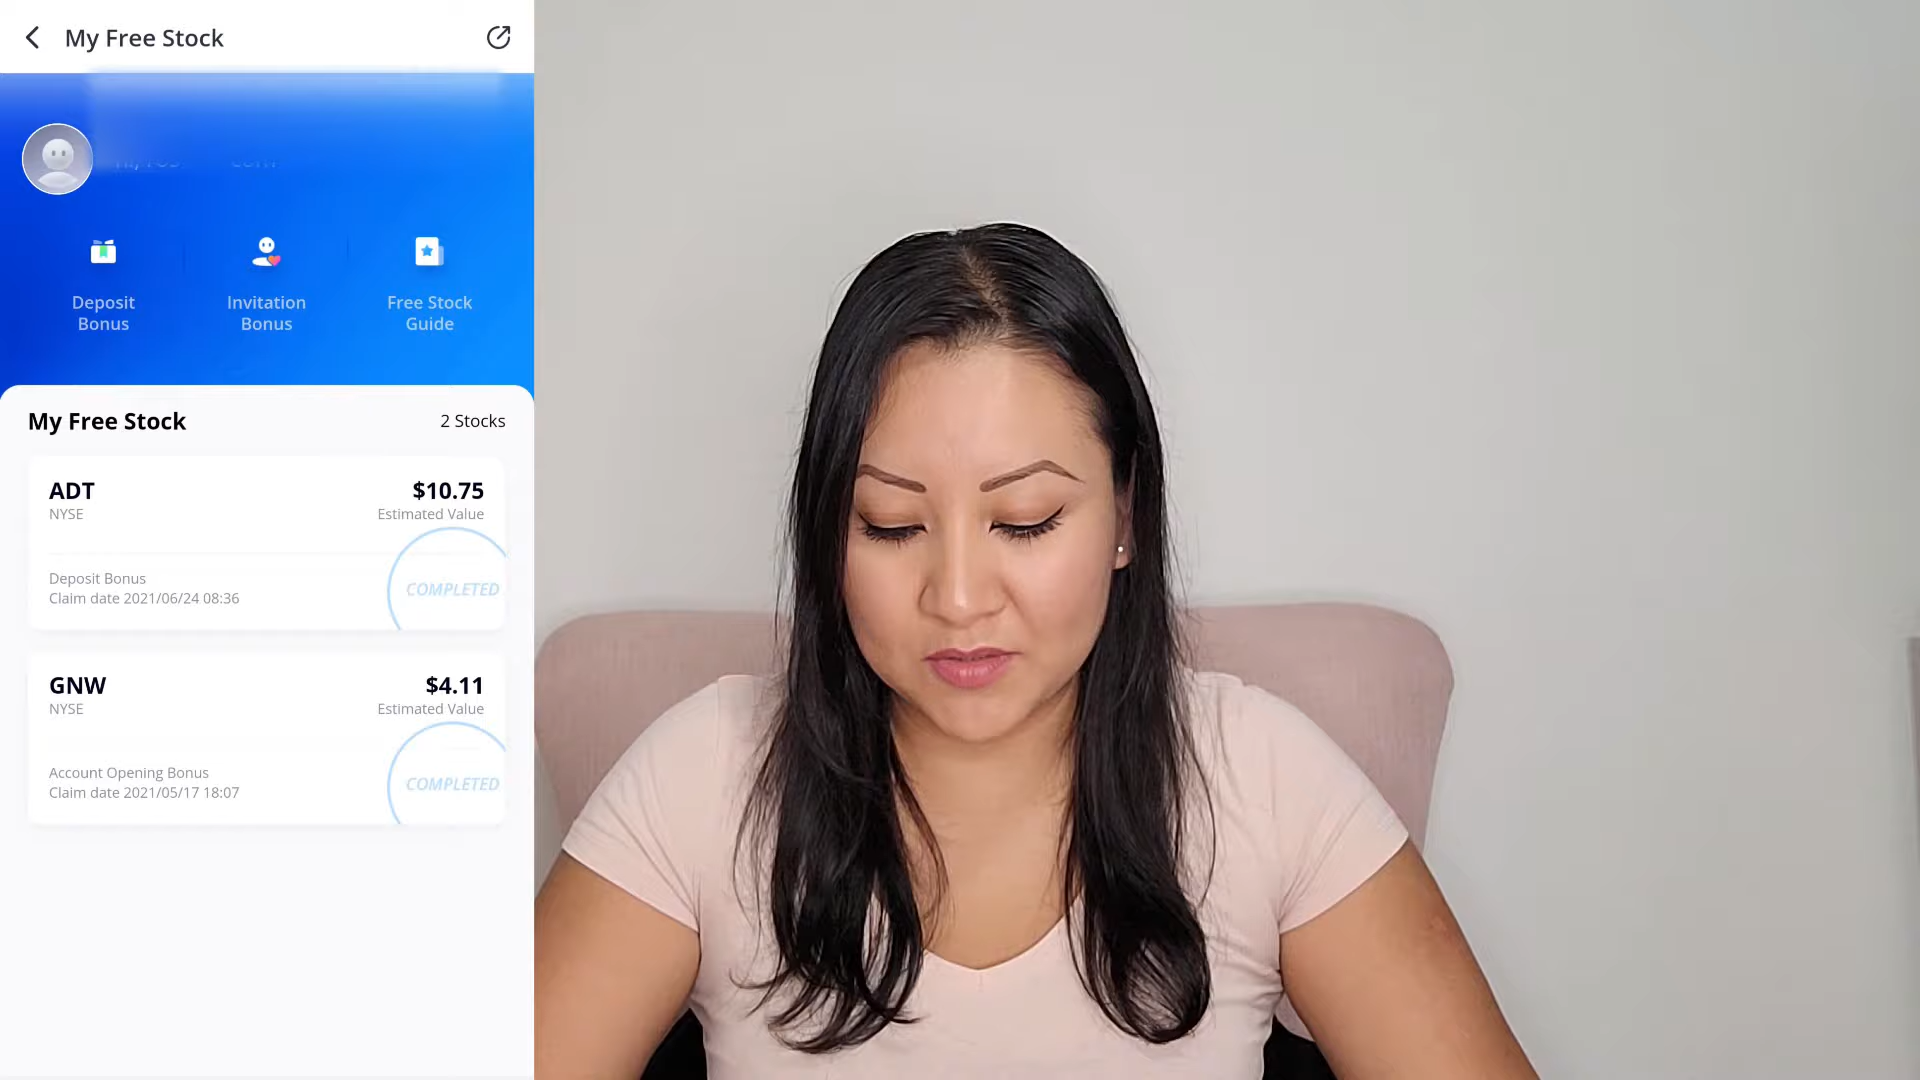 My Free Stock
Deposit
Bonus
Invitation
Bonus
Free Stock
Guide
My Free Stock
2 Stocks
ADT
$10.75
NYSE
Estimated Value
Deposit Bonus
Claim date 2021/06/24 08:36
COMPLETED
GNW
$4.11
NYSE
Estimated Value
Account Opening Bonus
Claim date 2021/05/17 18:07
COMPLETED